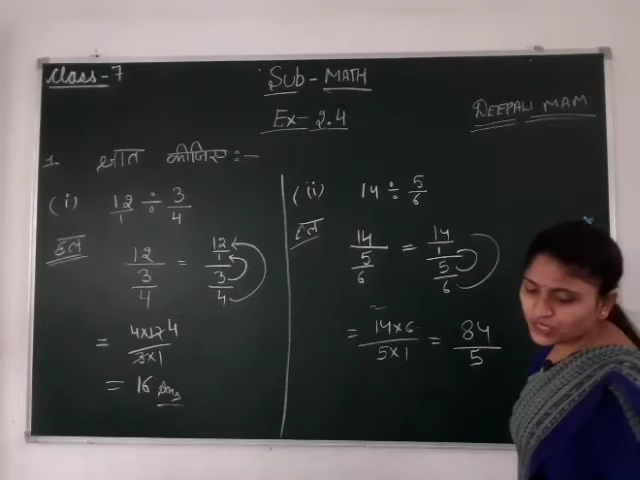 Class-7
Sub-MATH
Ex-2.4
DEEPALI MAM
1. ज्ञात कीजिए:-
(i) 12/1 ÷ 3/4
हल
12/(3/4) = (12/1)/(3/4)
= 4×12 4/3×1
= 16 Ans
(ii) 14 ÷ 5/6
हल
14/(5/6) = (14/1)/(5/6)
= 14×6/5×1 = 84/5